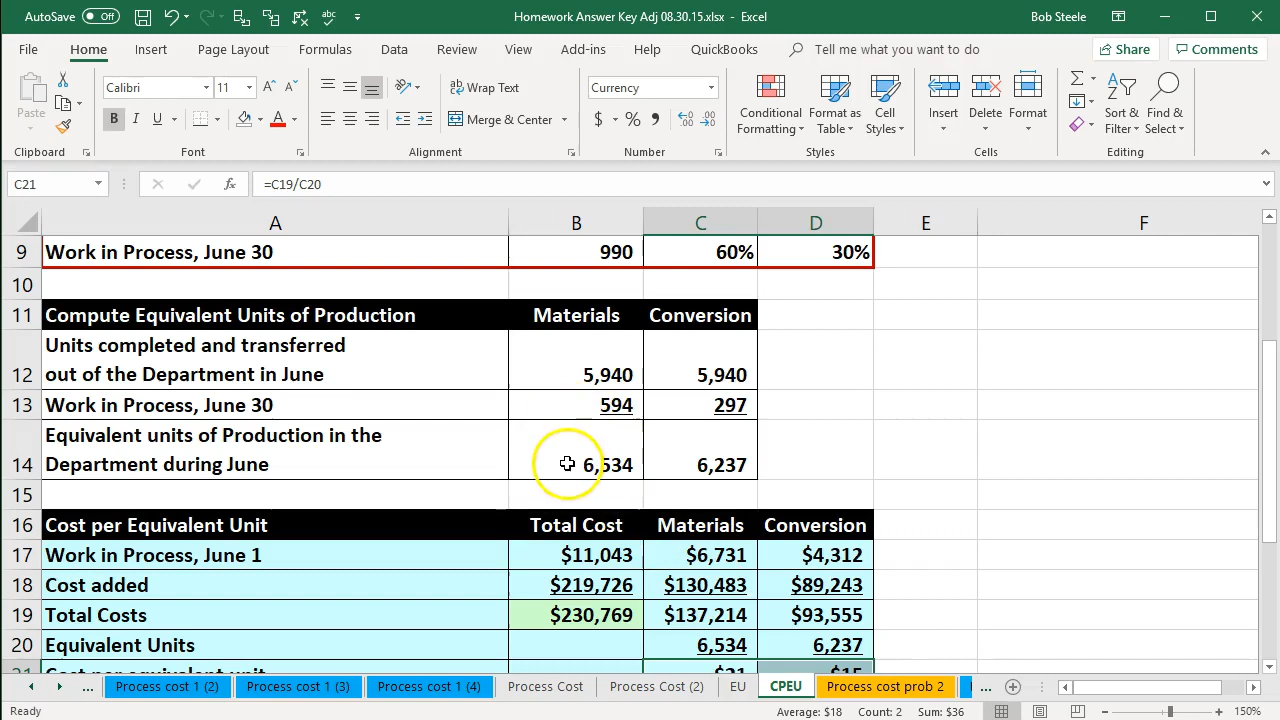 AutoSave Off
Homework Answer Key Adj 08.30.15.xlsx - Excel
Bob Steele
File Home Insert Page Layout Formulas Data Review View Add-ins Help QuickBooks Tell me what you want to do Share Comments
Paste
Calibri 11
B I U
Wrap Text
Merge & Center
Currency
$ % ,
Conditional Formatting
Format as Table
Cell Styles
Insert
Delete
Format
Sort & Filter
Find & Select
Clipboard Font Alignment Number Styles Cells Editing
C21 fx =C19/C20
A B C D E F
9 Work in Process, June 30 990 60% 30%
10
11 Compute Equivalent Units of Production Materials Conversion
Units completed and transferred
12 out of the Department in June 5,940 5,940
13 Work in Process, June 30 594 297
Equivalent units of Production in the
14 Department during June 6,534 6,237
15
16 Cost per Equivalent Unit Total Cost Materials Conversion
17 Work in Process, June 1 $11,043 $6,731 $4,312
18 Cost added $219,726 $130,483 $89,243
19 Total Costs $230,769 $137,214 $93,555
20 Equivalent Units 6,534 6,237
21 Cost per equivalent unit $21 $15
... Process cost 1 (2) Process cost 1 (3) Process cost 1 (4) Process Cost Process Cost (2) EU CPEU Process cost prob 2 ...
Ready Average: $18 Count: 2 Sum: $36 150%